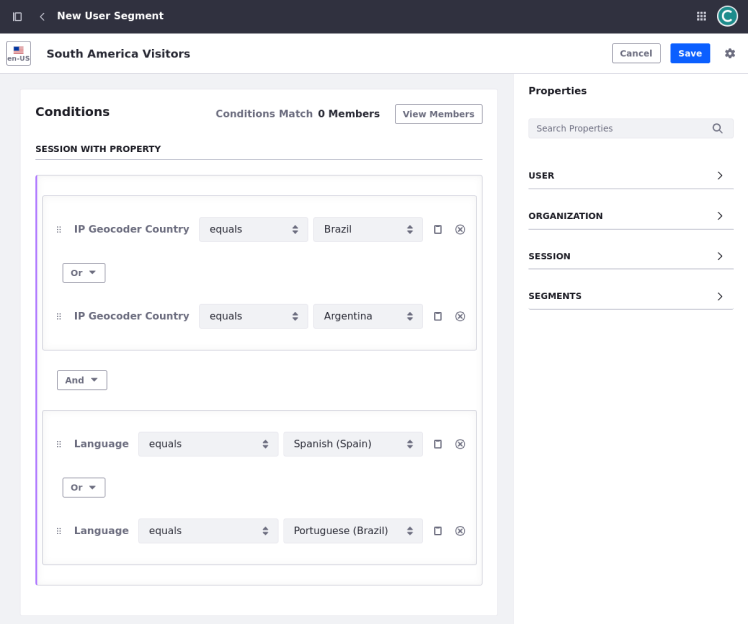 New User Segment
en-US
South America Visitors
Cancel
Save
Conditions
Conditions Match 0 Members
View Members
SESSION WITH PROPERTY
IP Geocoder Country equals Brazil
Or
IP Geocoder Country equals Argentina
And
Language equals Spanish (Spain)
Or
Language equals Portuguese (Brazil)
Properties
Search Properties
USER
ORGANIZATION
SESSION
SEGMENTS